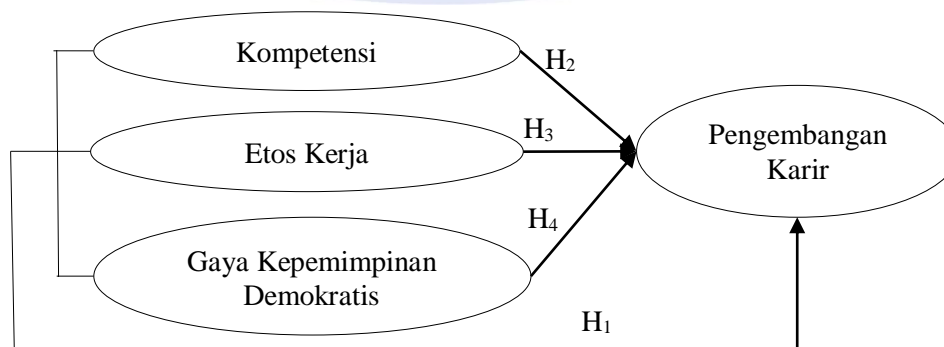 Kompetensi
H₂
H₃
Etos Kerja
Pengembangan
Karir
H₄
Gaya Kepemimpinan
Demokratis
H₁